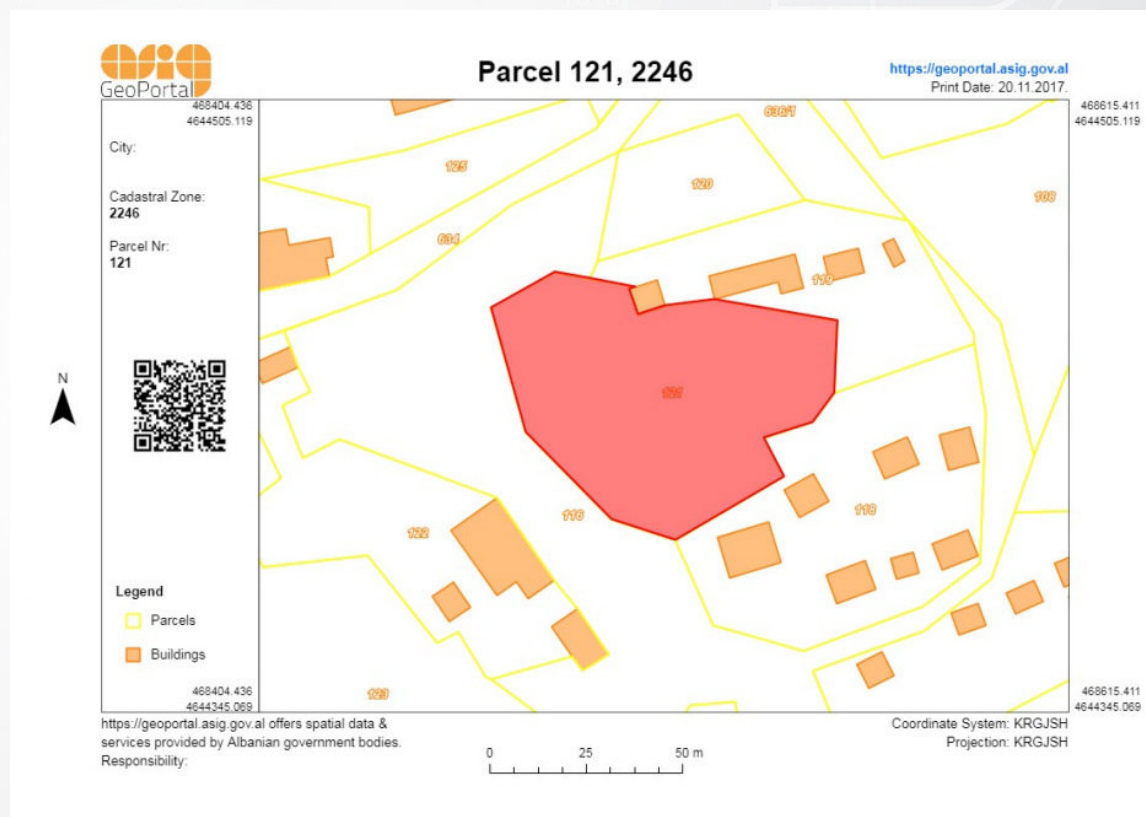 asig
GeoPortal
Parcel 121, 2246
https://geoportal.asig.gov.al
Print Date: 20.11.2017.
468404.436
4644505.119
468615.411
4644505.119
City:
Cadastral Zone:
2246
Parcel Nr:
121
N
636/1
125
120
108
634
119
121
116
122
118
123
Legend
Parcels
Buildings
468404.436
4644345.069
468615.411
4644345.069
https://geoportal.asig.gov.al offers spatial data &
services provided by Albanian government bodies.
Responsibility:
0 25 50 m
Coordinate System: KRGJSH
Projection: KRGJSH